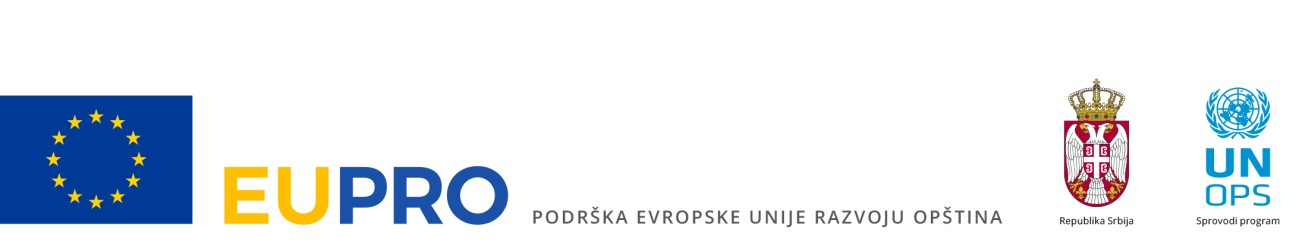 EUPRO
PODRŠKA EVROPSKE UNIJE RAZVOJU OPŠTINA
Republika Srbija
UN
OPS
Sprovodi program